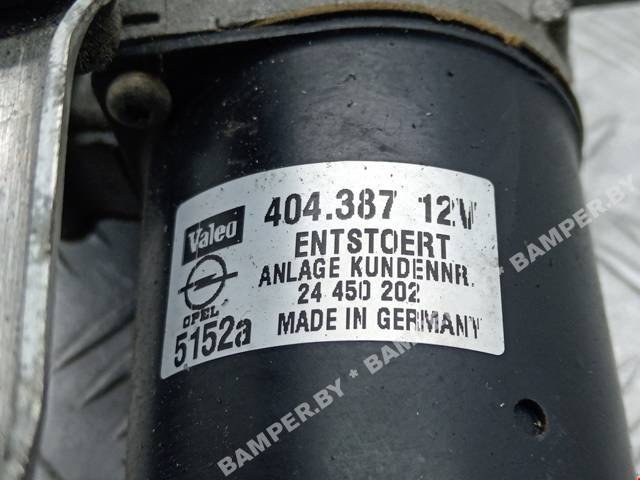 Valeo 404.387 12V
ENTSTOERT
ANLAGE KUNDENNR.
24 450 202
OPEL
5152a MADE IN GERMANY
BAMPER.BY * BAMPER.BY * BAMPER.BY